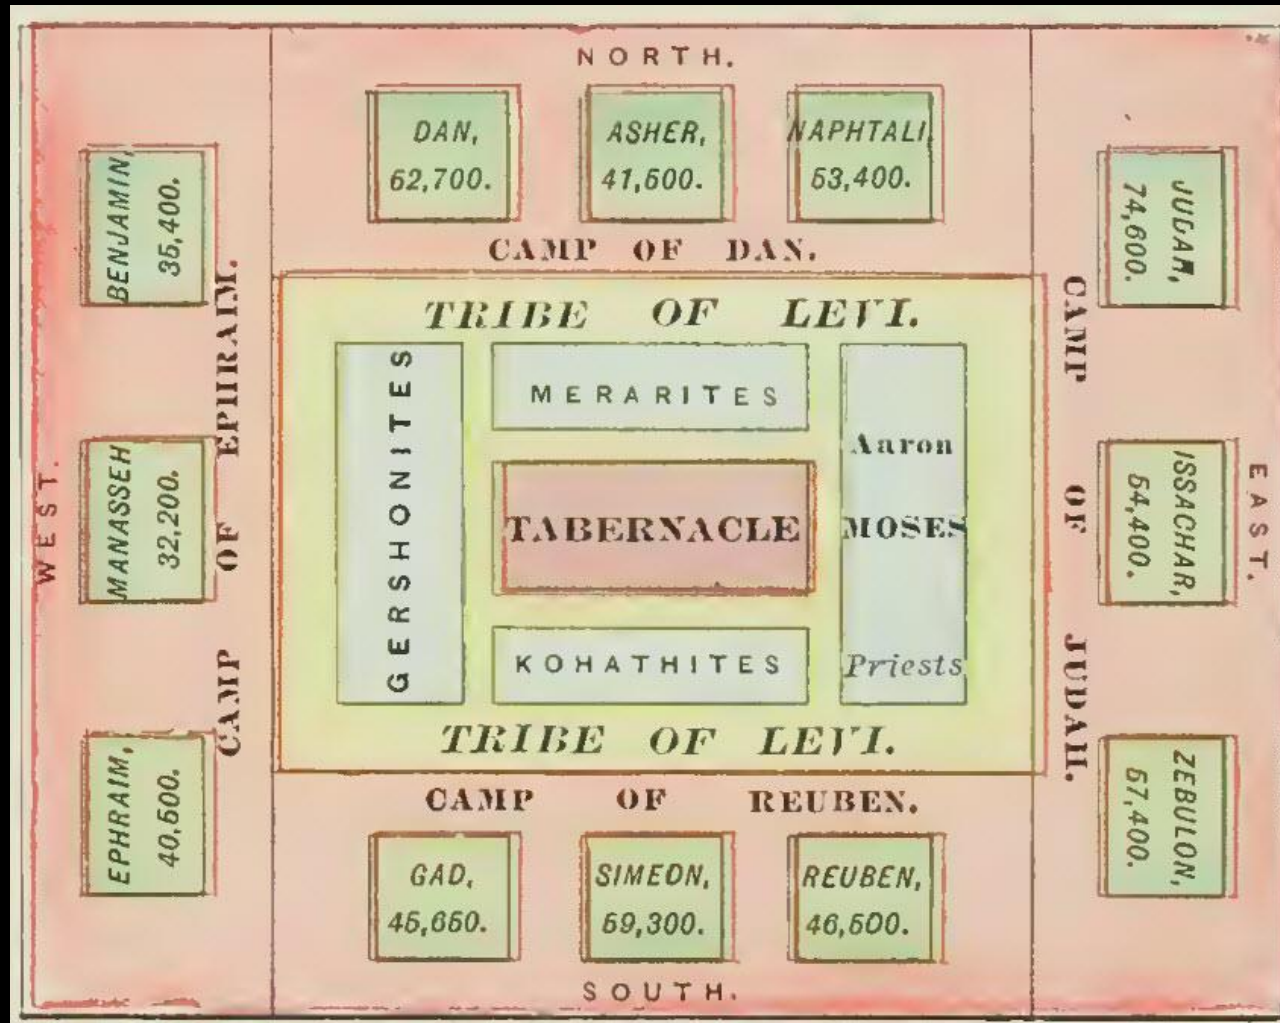 NORTH.
DAN,
62,700.
ASHER,
41,500.
NAPHTALI,
53,400.
CAMP OF DAN.
WEST.
BENJAMIN,
35,400.
MANASSEH
32,200.
EPHRAIM,
40,500.
CAMP OF EPHRAIM.
TRIBE OF LEVI.
GERSHONITES
MERARITES
TABERNACLE
KOHATHITES
Aaron
MOSES
Priests
TRIBE OF LEVI.
CAMP OF JUDAH.
JUDAH,
74,600.
ISSACHAR,
54,400.
ZEBULON,
57,400.
EAST.
CAMP OF REUBEN.
GAD,
45,650.
SIMEON,
59,300.
REUBEN,
46,500.
SOUTH.